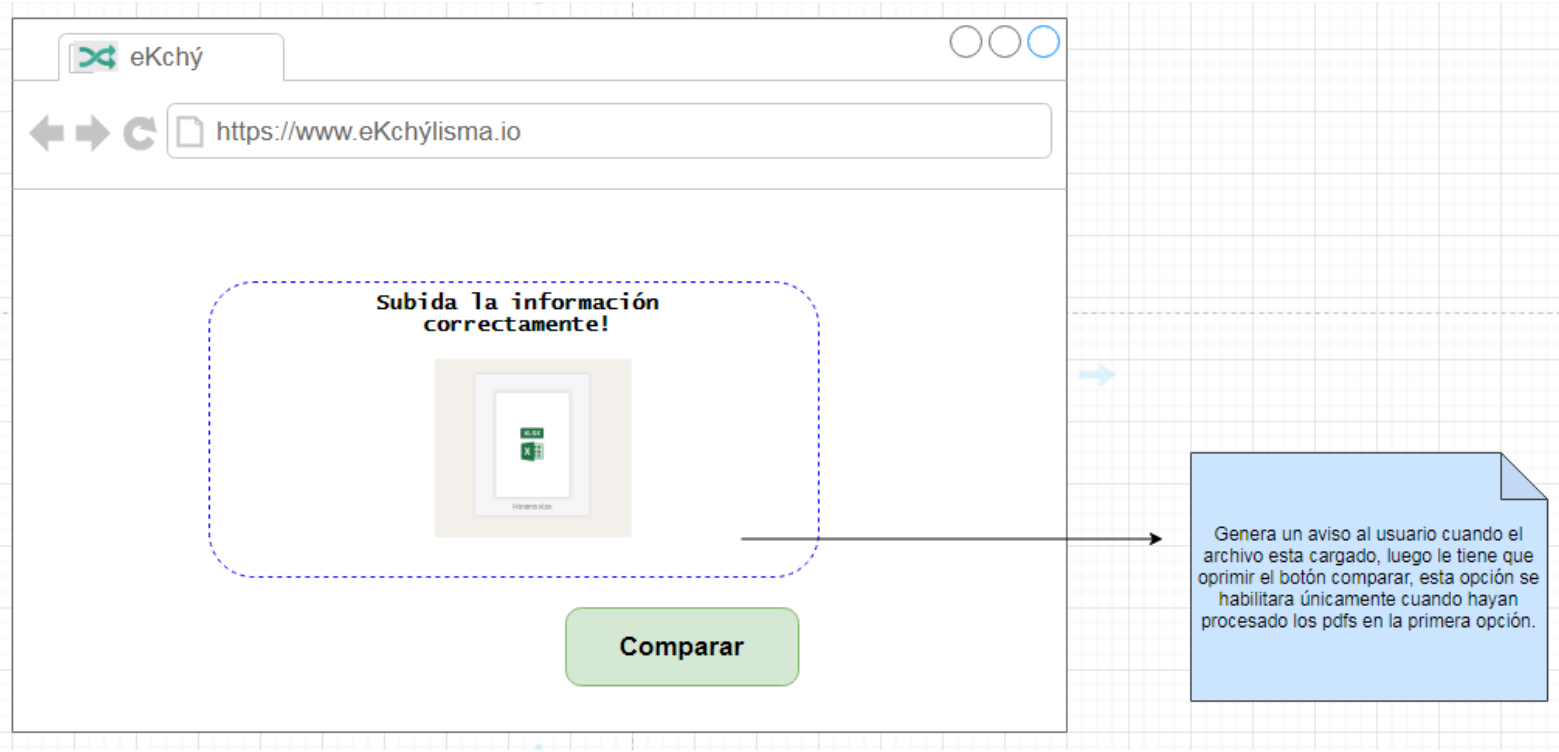 eKchý
https://www.eKchýlisma.io
Subida la información
correctamente!
XLSX
X
Horario.xlsx
Genera un aviso al usuario cuando el
archivo esta cargado, luego le tiene que
oprimir el botón comparar, esta opción se
habilitara únicamente cuando hayan
procesado los pdfs en la primera opción.
Comparar